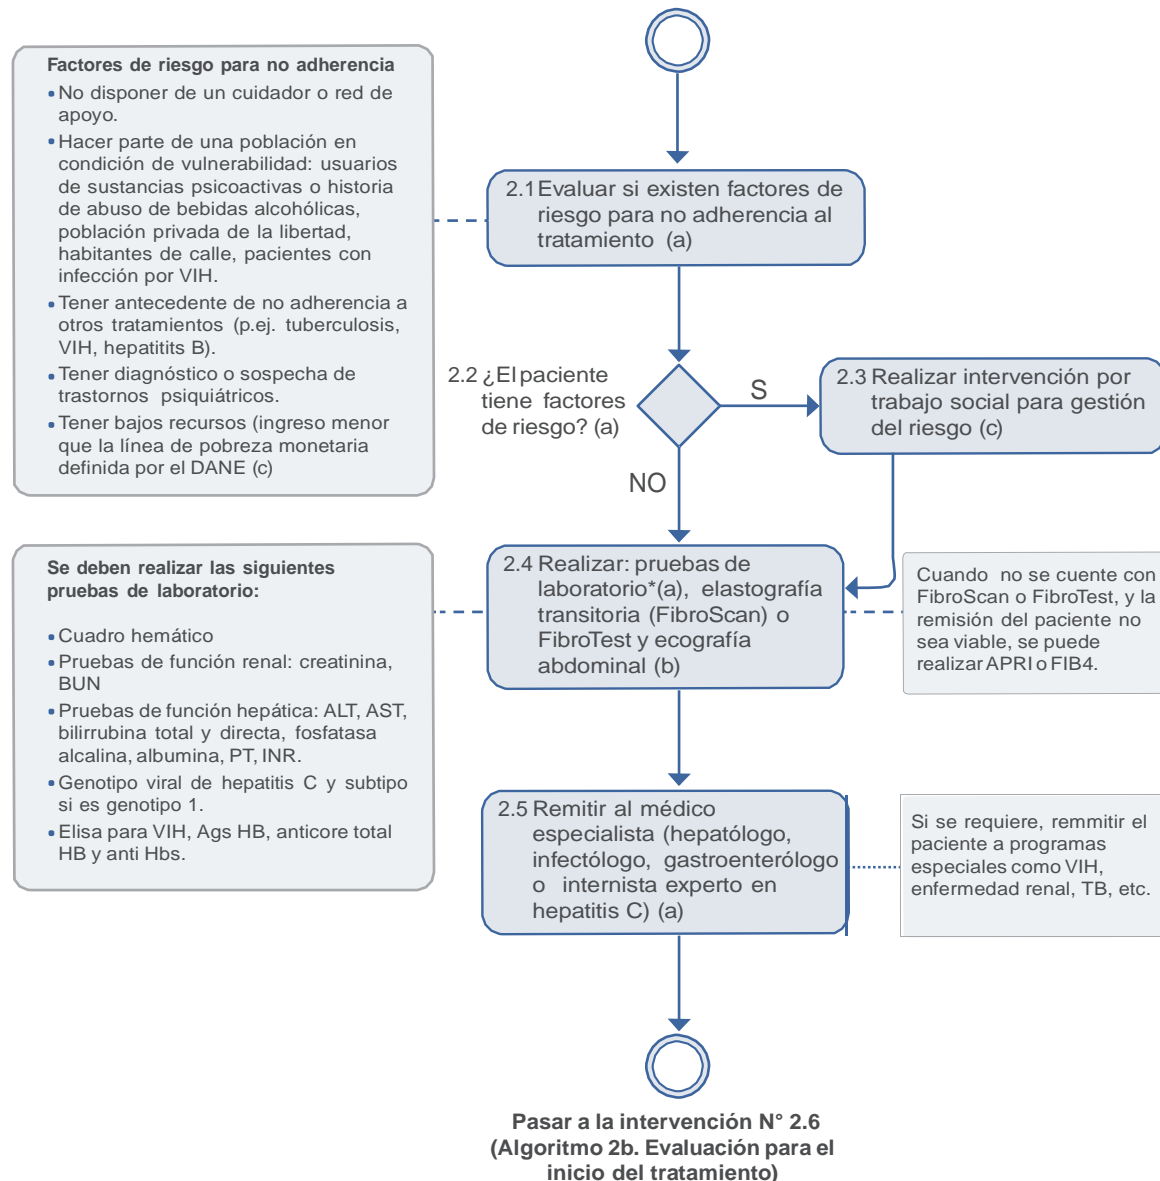 Factores de riesgo para no adherencia
• No disponer de un cuidador o red de
apoyo.
• Hacer parte de una población en
condición de vulnerabilidad: usuarios
de sustancias psicoactivas o historia
de abuso de bebidas alcohólicas,
población privada de la libertad,
habitantes de calle, pacientes con
infección por VIH.
• Tener antecedente de no adherencia a
otros tratamientos (p.ej. tuberculosis,
VIH, hepatitits B).
• Tener diagnóstico o sospecha de
trastornos psiquiátricos.
• Tener bajos recursos (ingreso menor
que la línea de pobreza monetaria
definida por el DANE (c)
2.1 Evaluar si existen factores de
riesgo para no adherencia al
tratamiento (a)
2.2 ¿El paciente
tiene factores
de riesgo? (a)
S
2.3 Realizar intervención por
trabajo social para gestión
del riesgo (c)
NO
Se deben realizar las siguientes
pruebas de laboratorio:
• Cuadro hemático
• Pruebas de función renal: creatinina,
BUN
• Pruebas de función hepática: ALT, AST,
bilirrubina total y directa, fosfatasa
alcalina, albumina, PT, INR.
• Genotipo viral de hepatitis C y subtipo
si es genotipo 1.
• Elisa para VIH, Ags HB, anticore total
HB y anti Hbs.
2.4 Realizar: pruebas de
laboratorio*(a), elastografía
transitoria (FibroScan) o
FibroTest y ecografía
abdominal (b)
Cuando no se cuente con
FibroScan o FibroTest, y la
remisión del paciente no
sea viable, se puede
realizar APRI o FIB4.
2.5 Remitir al médico
especialista (hepatólogo,
infectólogo, gastroenterólogo
o internista experto en
hepatitis C) (a)
Si se requiere, remmitir el
paciente a programas
especiales como VIH,
enfermedad renal, TB, etc.
Pasar a la intervención N° 2.6
(Algoritmo 2b. Evaluación para el
inicio del tratamiento)